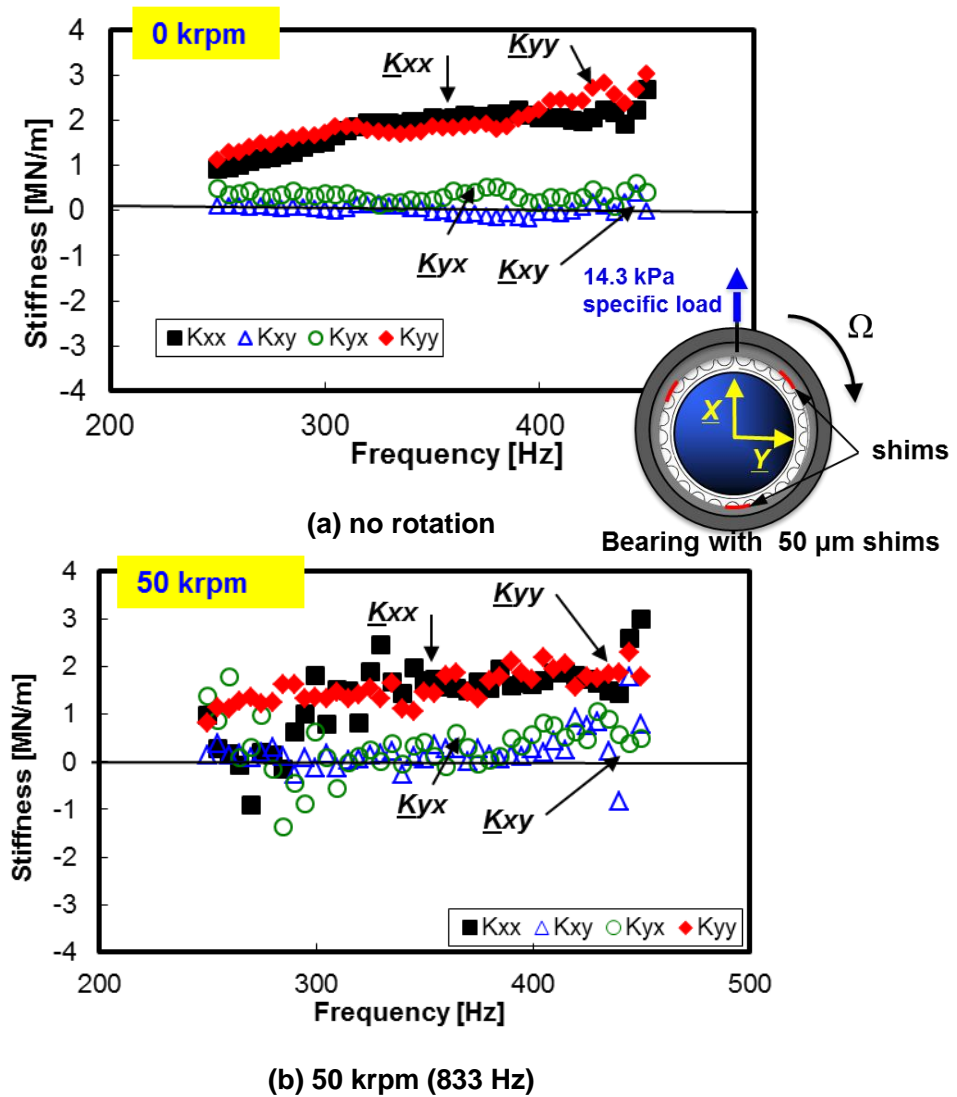 0 krpm
Kxx
Kyy
4
3
2
1
0
-1
-2
-3
-4
Stiffness [MN/m]
Kyx
Kxy
Kxx Kxy Kyx Kyy
200 300 400
Frequency [Hz]
14.3 kPa
specific load
Ω
X
Y
shims
(a) no rotation
Bearing with 50 µm shims
50 krpm
Kxx
Kyy
4
3
2
1
0
-1
-2
-3
-4
Stiffness [MN/m]
Kyx
Kxy
Kxx Kxy Kyx Kyy
200 300 400 500
Frequency [Hz]
(b) 50 krpm (833 Hz)